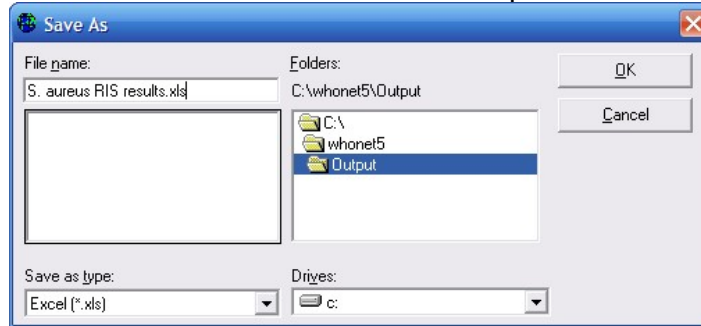 Save As
File name:
S. aureus RIS results.xls
Folders:
C:\whonet5\Output
C:\
whonet5
Output
OK
Cancel
Save as type:
Excel (*.xls)
Drives:
c: